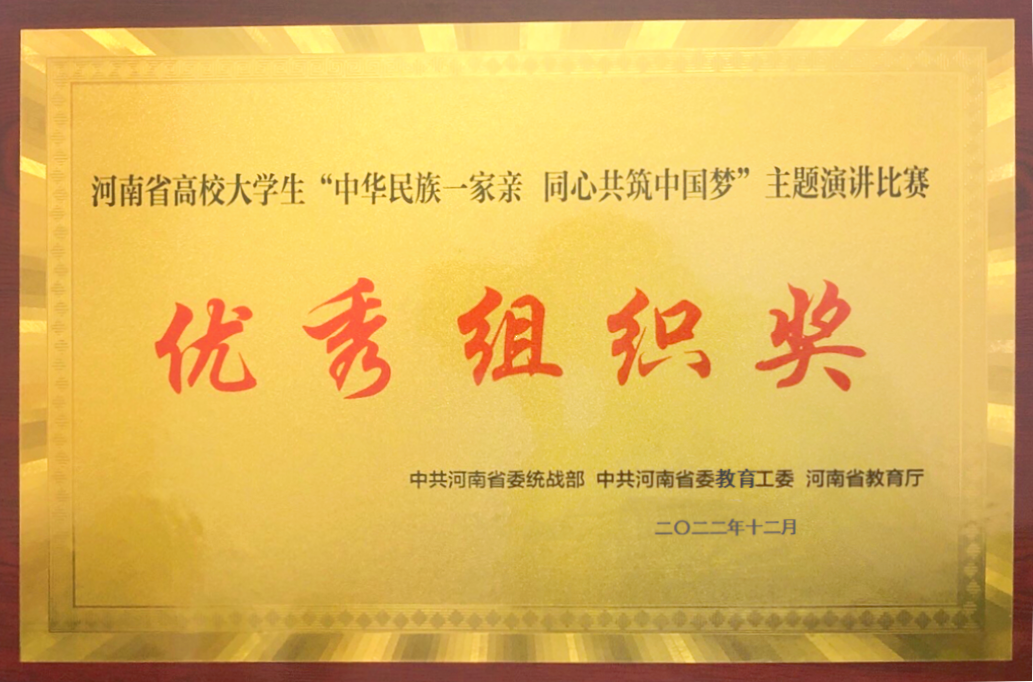 河南省高校大学生“中华民族一家亲 同心共筑中国梦”主题演讲比赛
优秀组织奖
中共河南省委统战部 中共河南省委教育工委 河南省教育厅
二〇二二年十二月